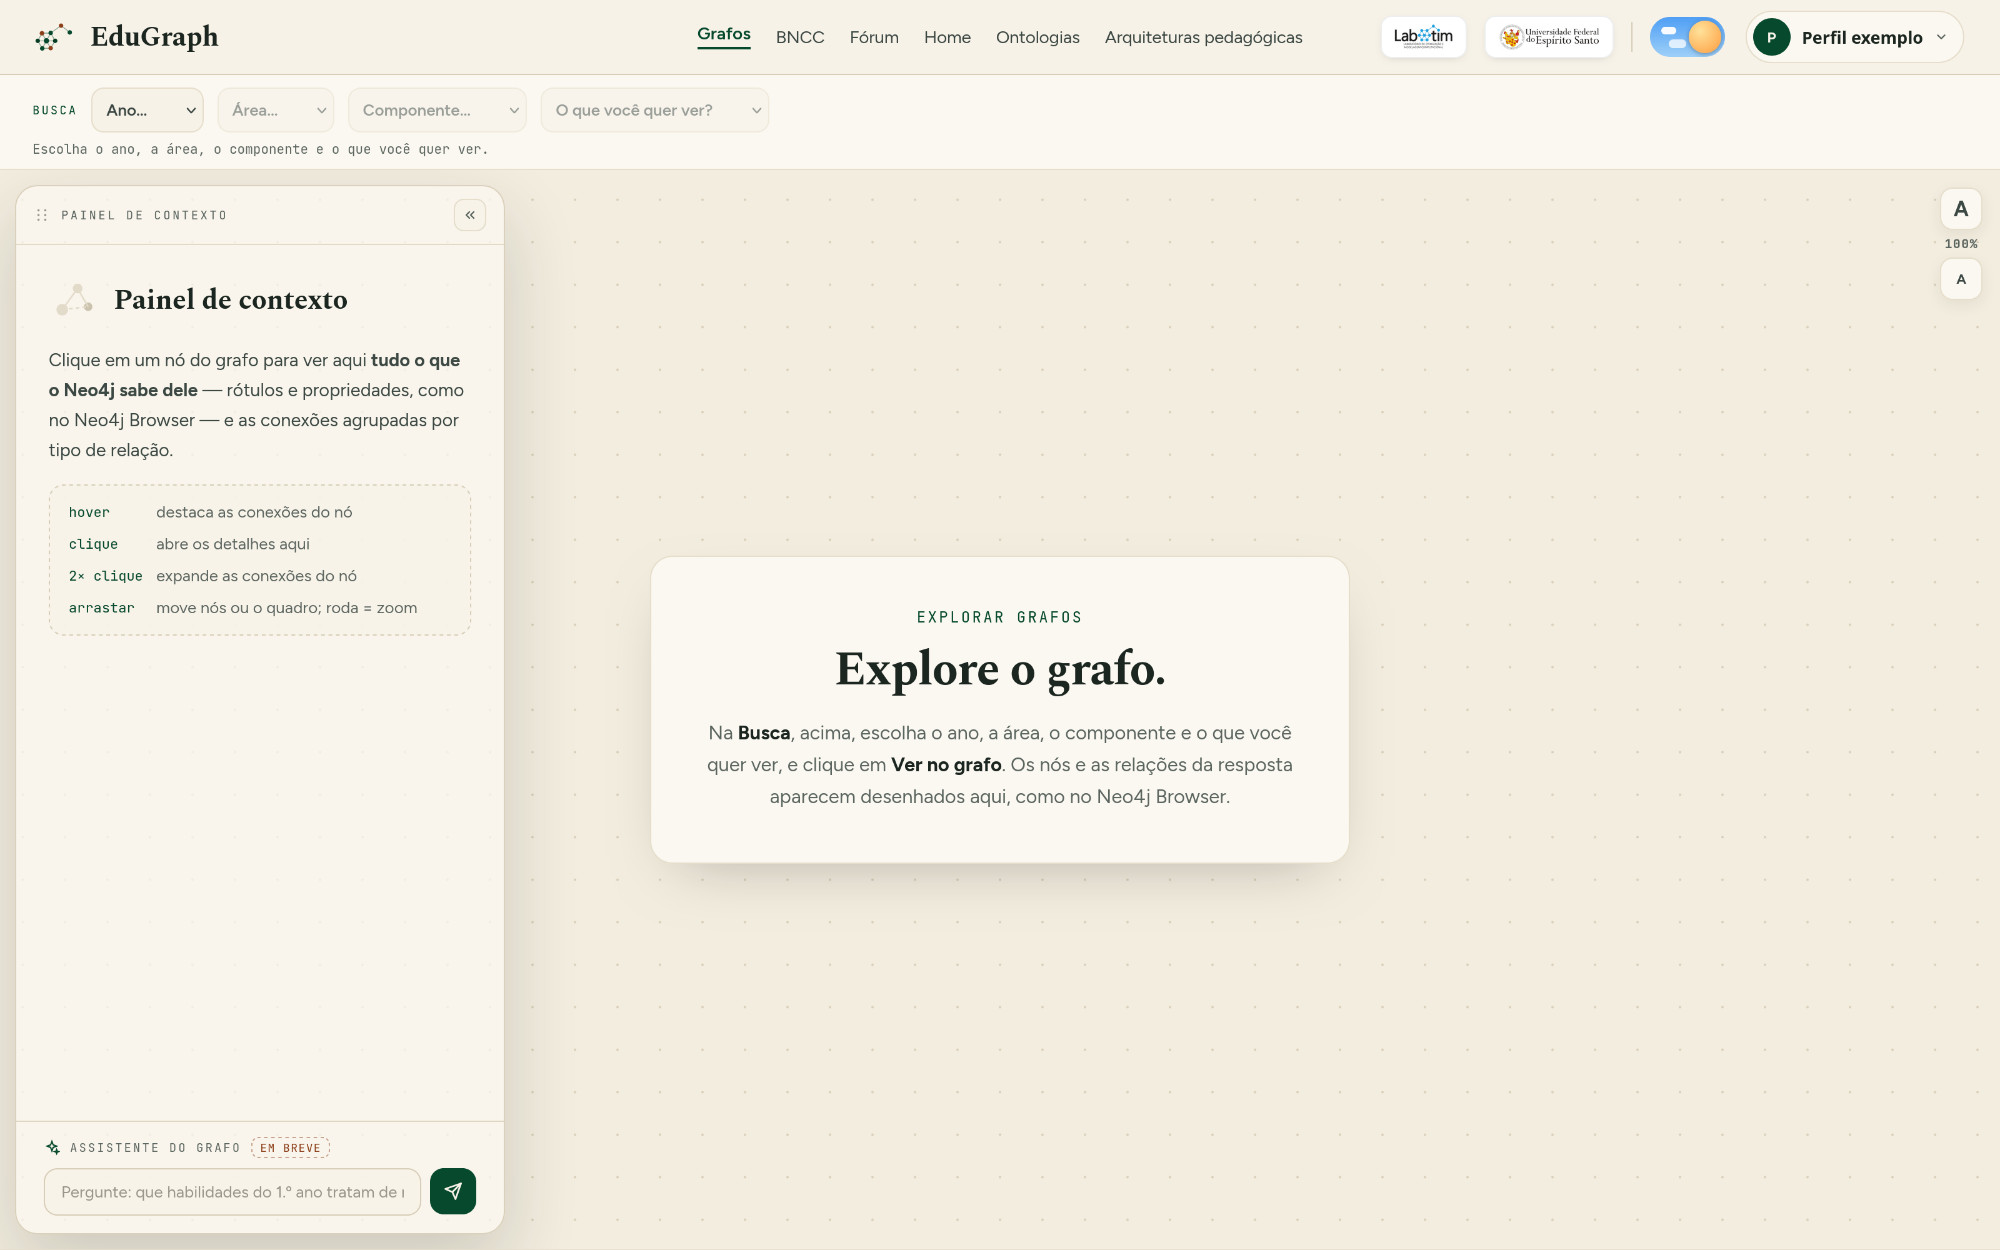 EduGraph
Grafos
BNCC
Fórum
Home
Ontologias
Arquiteturas pedagógicas
Lab tim
Universidade Federal
do Espírito Santo
P
Perfil exemplo
BUSCA
Ano...
Área...
Componente...
O que você quer ver?
Escolha o ano, a área, o componente e o que você quer ver.
PAINEL DE CONTEXTO
«
Painel de contexto
Clique em um nó do grafo para ver aqui tudo o que
o Neo4j sabe dele — rótulos e propriedades, como
no Neo4j Browser — e as conexões agrupadas por
tipo de relação.
hover destaca as conexões do nó
clique abre os detalhes aqui
2× clique expande as conexões do nó
arrastar move nós ou o quadro; roda = zoom
A
100%
A
EXPLORAR GRAFOS
Explore o grafo.
Na Busca, acima, escolha o ano, a área, o componente e o que você
quer ver, e clique em Ver no grafo. Os nós e as relações da resposta
aparecem desenhados aqui, como no Neo4j Browser.
ASSISTENTE DO GRAFO
EM BREVE
Pergunte: que habilidades do 1.º ano tratam de